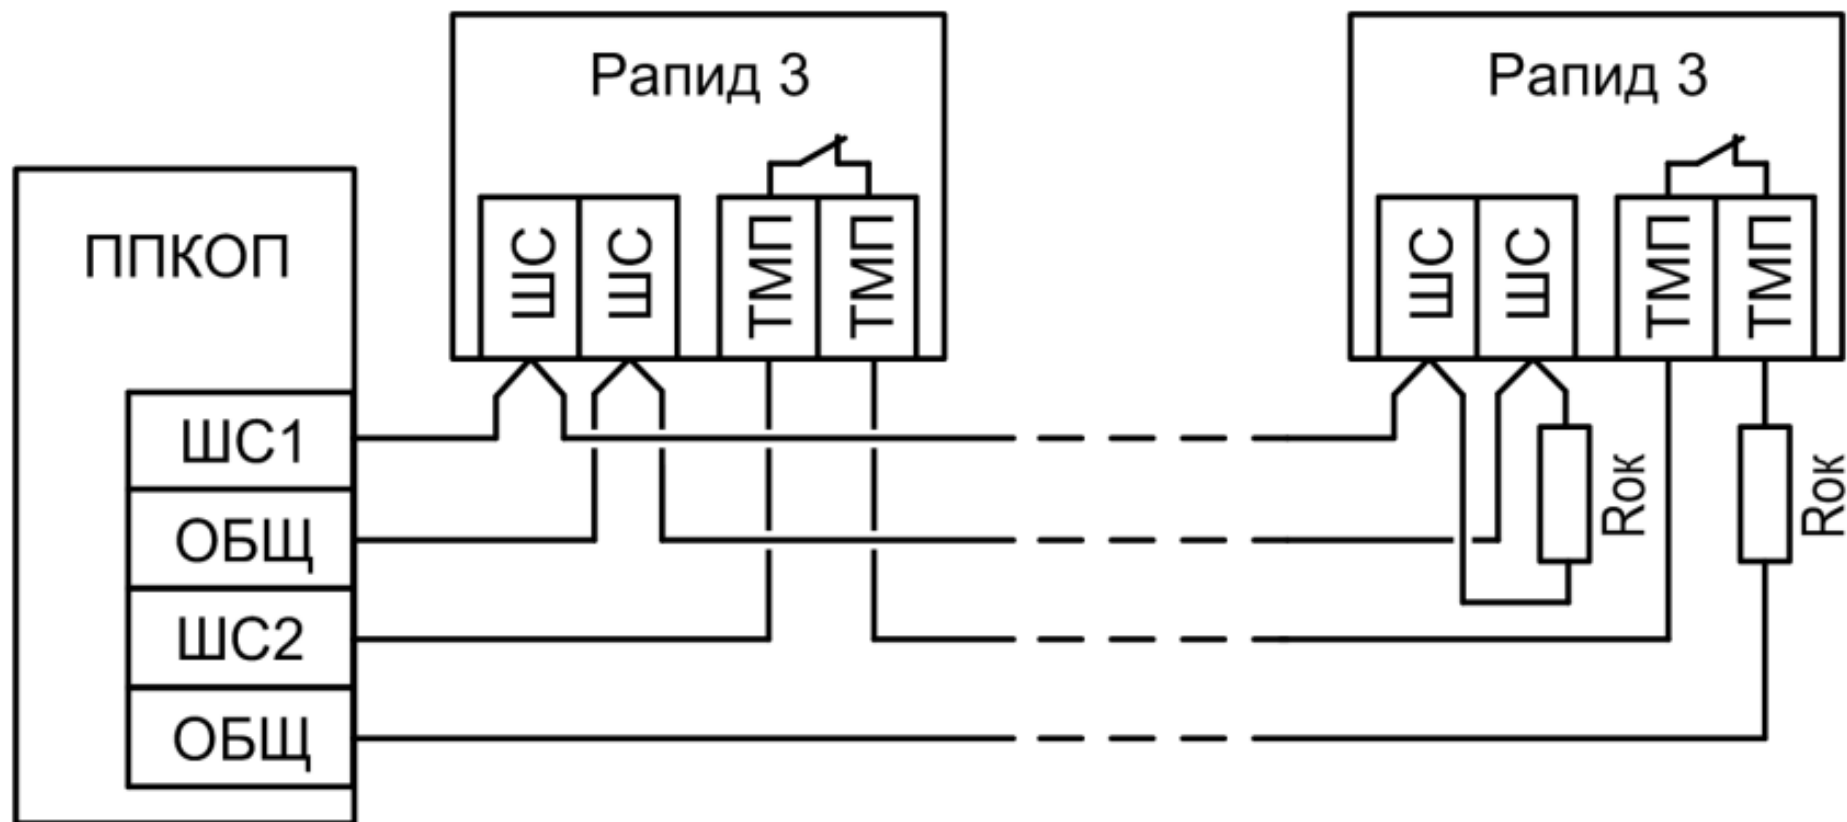 Рапид 3
ШС
ШС
ТМП
ТМП
Рапид 3
ШС
ШС
ТМП
ТМП
ППКОП
ШС1
ОБЩ
ШС2
ОБЩ
Rок
Rок